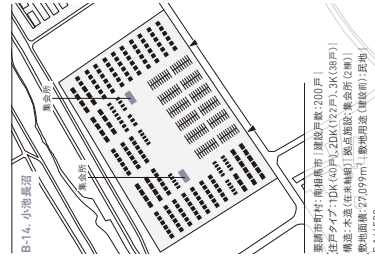 B-14. 小池長沼
集会所
集会所
要請市町村：南相馬市｜建設戸数：200戸｜
住戸タイプ：1DK（40戸）、2DK（122戸）、3K（38戸）｜
構造：木造（在来軸組）｜拠点施設：集会所（2棟）｜
敷地面積：27,099m²｜敷地用途（建設前）：民地｜